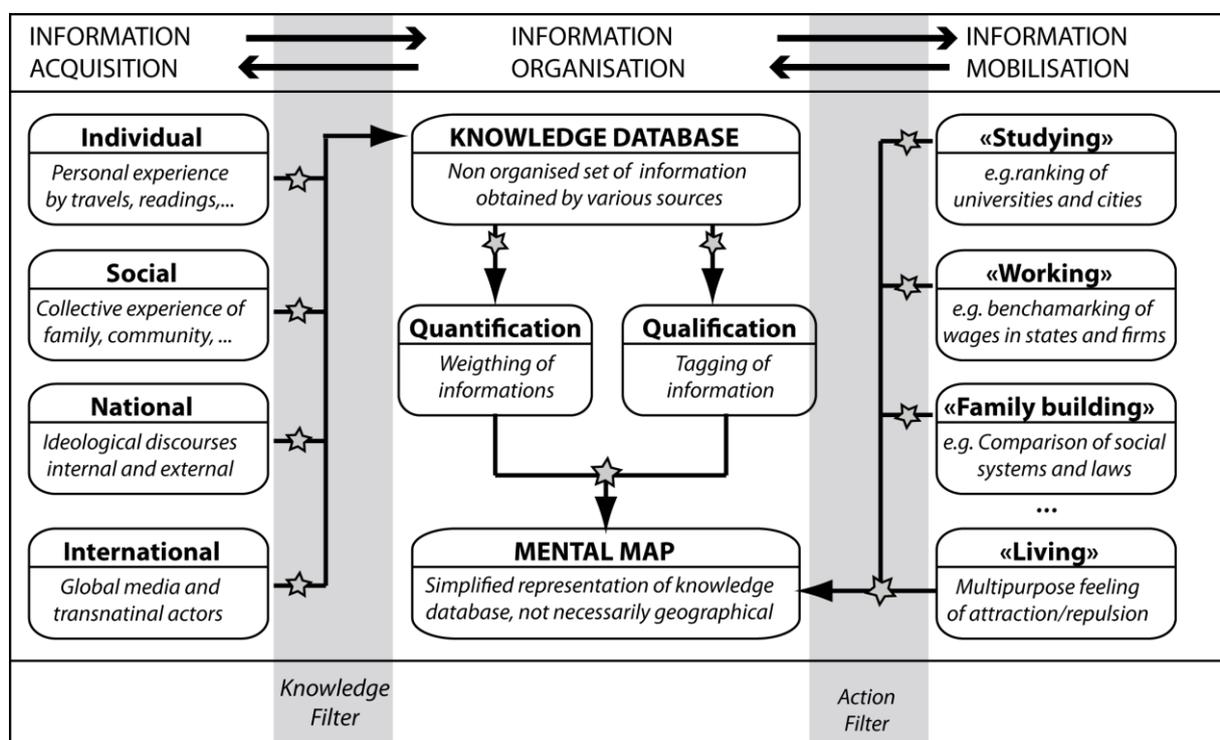 INFORMATION
ACQUISITION
INFORMATION
ORGANISATION
INFORMATION
MOBILISATION
Individual
Personal experience
by travels, readings,...
Social
Collective experience of
family, community, ...
National
Ideological discourses
internal and external
International
Global media and
transnatinal actors
KNOWLEDGE DATABASE
Non organised set of information
obtained by various sources
Quantification
Weigthing of
informations
Qualification
Tagging of
information
MENTAL MAP
Simplified representation of knowledge
database, not necessarily geographical
«Studying»
e.g.ranking of
universities and cities
«Working»
e.g. benchamarking of
wages in states and firms
«Family building»
e.g. Comparison of social
systems and laws
...
«Living»
Multipurpose feeling
of attraction/repulsion
Knowledge
Filter
Action
Filter